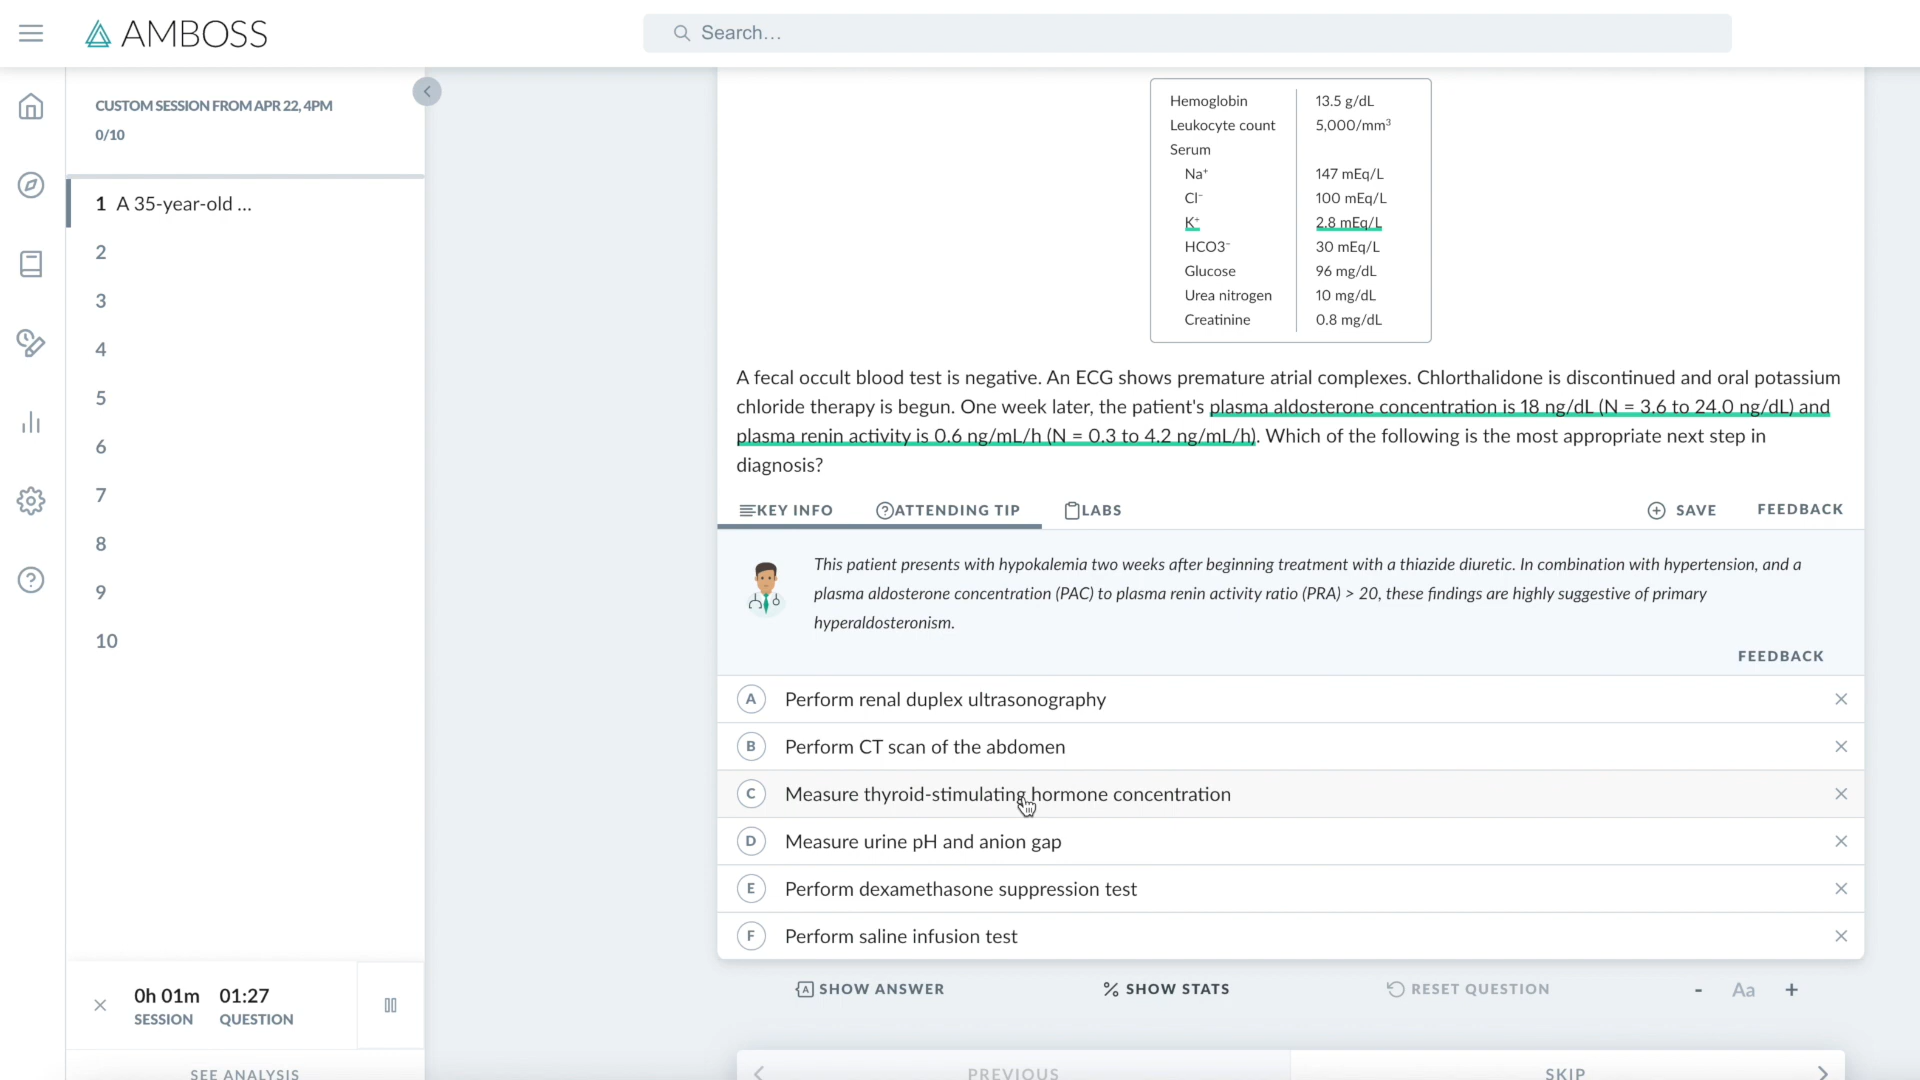 AMBOSS
Search…
CUSTOM SESSION FROM APR 22, 4PM
0/10
1 A 35-year-old ...
2
3
4
5
6
7
8
9
10
0h 01m 01:27
SESSION QUESTION
SEE ANALYSIS
Hemoglobin 13.5 g/dL
Leukocyte count 5,000/mm³
Serum
Na⁺ 147 mEq/L
Cl⁻ 100 mEq/L
K⁺ 2.8 mEq/L
HCO3⁻ 30 mEq/L
Glucose 96 mg/dL
Urea nitrogen 10 mg/dL
Creatinine 0.8 mg/dL
A fecal occult blood test is negative. An ECG shows premature atrial complexes. Chlorthalidone is discontinued and oral potassium
chloride therapy is begun. One week later, the patient's plasma aldosterone concentration is 18 ng/dL (N = 3.6 to 24.0 ng/dL) and
plasma renin activity is 0.6 ng/mL/h (N = 0.3 to 4.2 ng/mL/h). Which of the following is the most appropriate next step in
diagnosis?
KEY INFO ATTENDING TIP LABS SAVE FEEDBACK
This patient presents with hypokalemia two weeks after beginning treatment with a thiazide diuretic. In combination with hypertension, and a
plasma aldosterone concentration (PAC) to plasma renin activity ratio (PRA) > 20, these findings are highly suggestive of primary
hyperaldosteronism.
FEEDBACK
A Perform renal duplex ultrasonography
B Perform CT scan of the abdomen
C Measure thyroid-stimulating hormone concentration
D Measure urine pH and anion gap
E Perform dexamethasone suppression test
F Perform saline infusion test
A SHOW ANSWER % SHOW STATS RESET QUESTION - Aa +
PREVIOUS SKIP